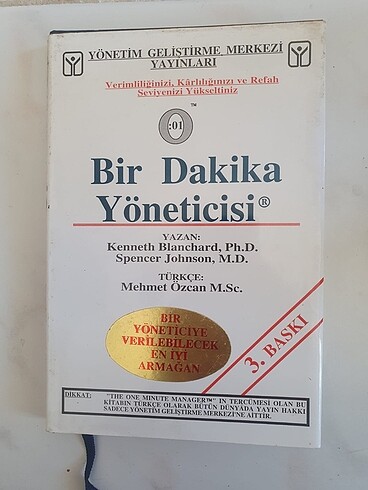 YÖNETİM GELİŞTİRME MERKEZİ
YAYINLARI
Verimliliğinizi, Kârlılığınızı ve Refah
Seviyenizi Yükseltiniz
™
:01
Bir Dakika
Yöneticisi®
YAZAN:
Kenneth Blanchard, Ph.D.
Spencer Johnson, M.D.
TÜRKÇE:
Mehmet Özcan M.Sc.
BİR
YÖNETİCİYE
VERİLEBİLECEK
EN İYİ
ARMAĞAN
3. BASKI
DİKKAT: "THE ONE MINUTE MANAGER™" IN TERCÜMESI OLAN BU
KİTABIN TÜRKÇE OLARAK BÜTÜN DÜNYADA YAYIN HAKKI
SADECE YÖNETİM GELİŞTİRME MERKEZİ'NE AİTTİR.